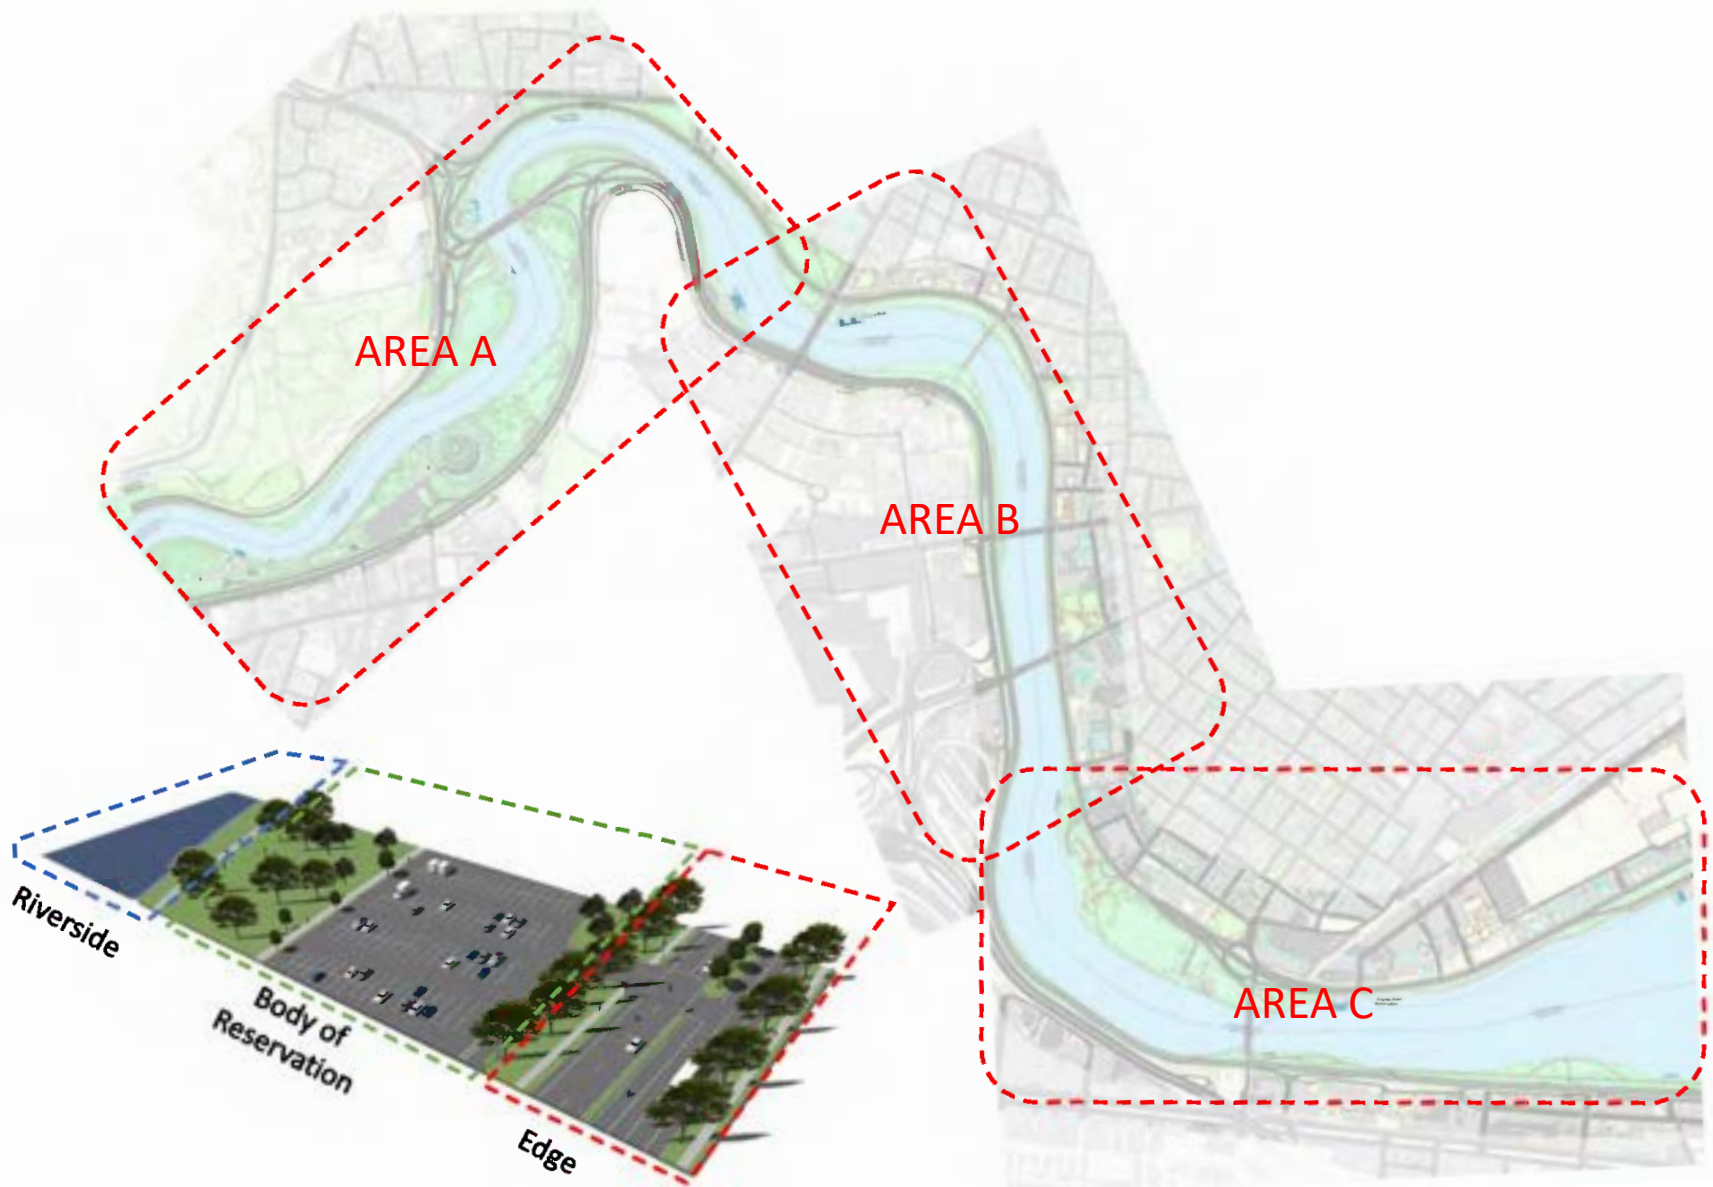 AREA A
AREA B
AREA C
Riverside
Body of
Reservation
Edge